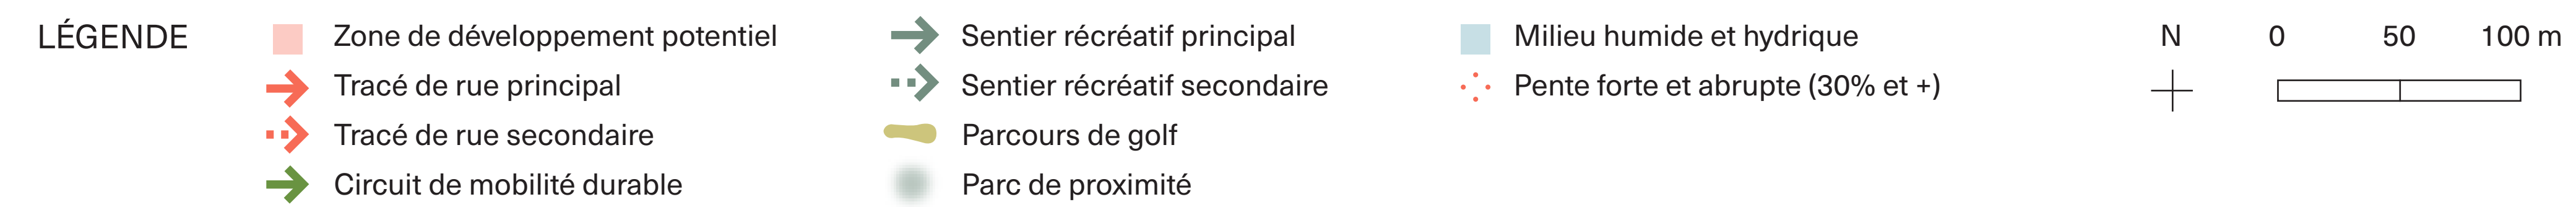 LÉGENDE
Zone de développement potentiel
Tracé de rue principal
Tracé de rue secondaire
Circuit de mobilité durable
Sentier récréatif principal
Sentier récréatif secondaire
Parcours de golf
Parc de proximité
Milieu humide et hydrique
Pente forte et abrupte (30% et +)
N
0 50 100 m